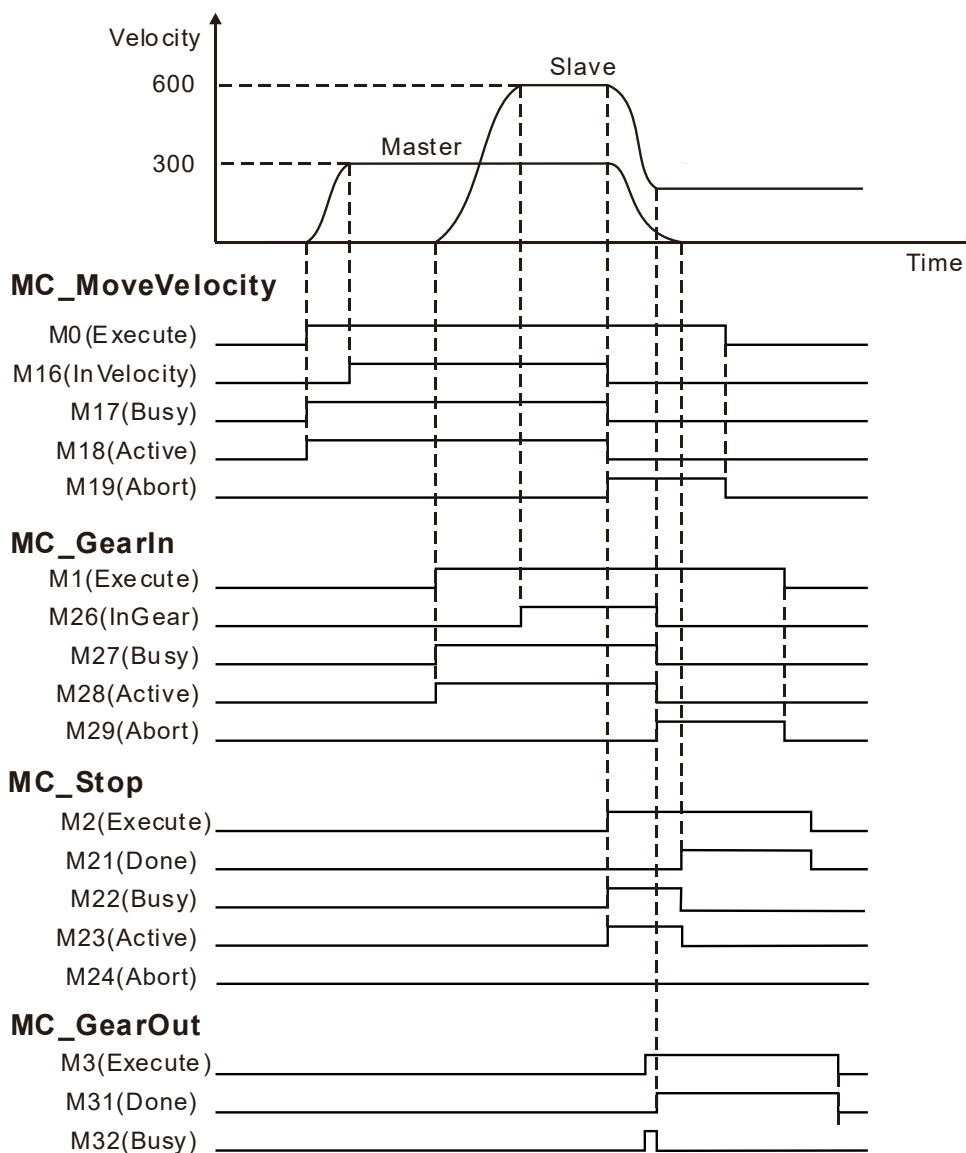 Velocity
600
Slave
300
Master
Time
MC_MoveVelocity
M0(Execute)
M16(InVelocity)
M17(Busy)
M18(Active)
M19(Abort)
MC_GearIn
M1(Execute)
M26(InGear)
M27(Busy)
M28(Active)
M29(Abort)
MC_Stop
M2(Execute)
M21(Done)
M22(Busy)
M23(Active)
M24(Abort)
MC_GearOut
M3(Execute)
M31(Done)
M32(Busy)